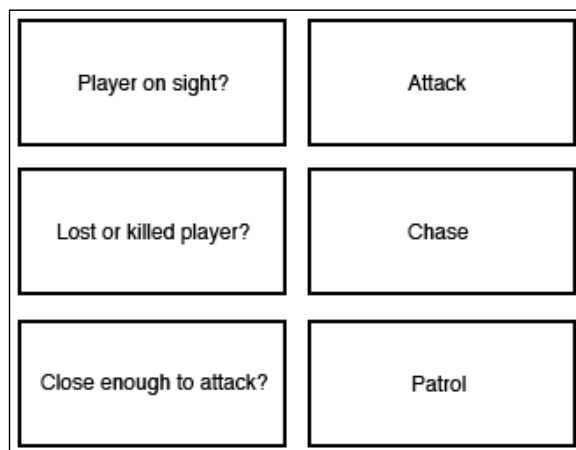 Player on sight?
Attack
Lost or killed player?
Chase
Close enough to attack?
Patrol